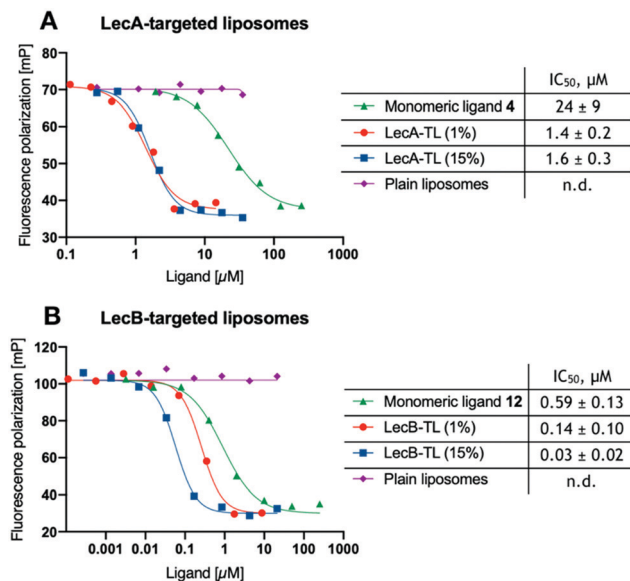 A LecA-targeted liposomes
Fluorescence polarization [mP]
80
70
60
50
40
30
0.1 1 10 100 1000 10000
Ligand [µM]
IC50, µM
Monomeric ligand 4 24 ± 9
LecA-TL (1%) 1.4 ± 0.2
LecA-TL (15%) 1.6 ± 0.3
Plain liposomes n.d.
B LecB-targeted liposomes
Fluorescence polarization [mP]
120
100
80
60
40
20
0.001 0.01 0.1 1 10 100 1000
Ligand [µM]
IC50, µM
Monomeric ligand 12 0.59 ± 0.13
LecB-TL (1%) 0.14 ± 0.10
LecB-TL (15%) 0.03 ± 0.02
Plain liposomes n.d.